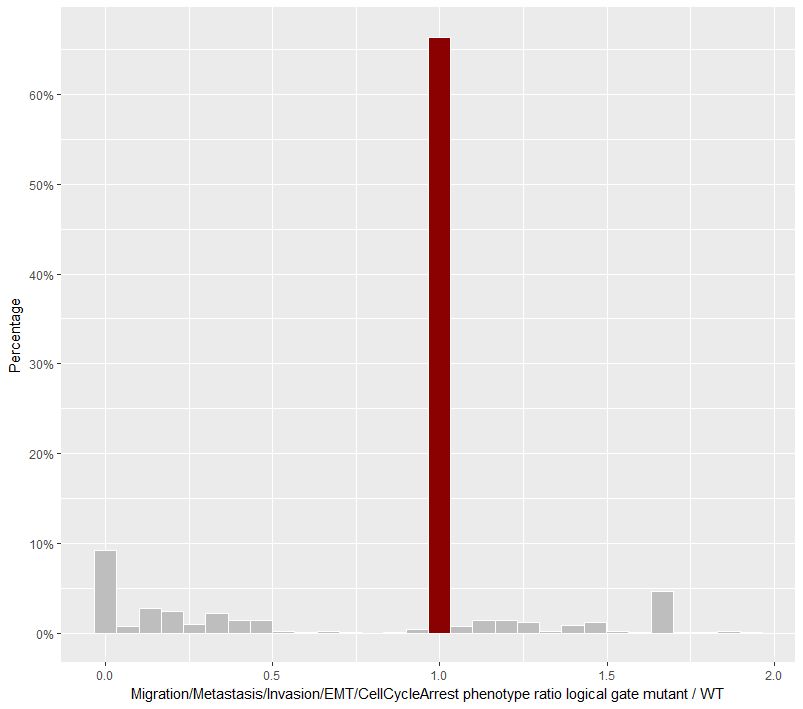 60%
50%
40%
30%
20%
10%
0%
Percentage
0.0 0.5 1.0 1.5 2.0
Migration/Metastasis/Invasion/EMT/CellCycleArrest phenotype ratio logical gate mutant / WT